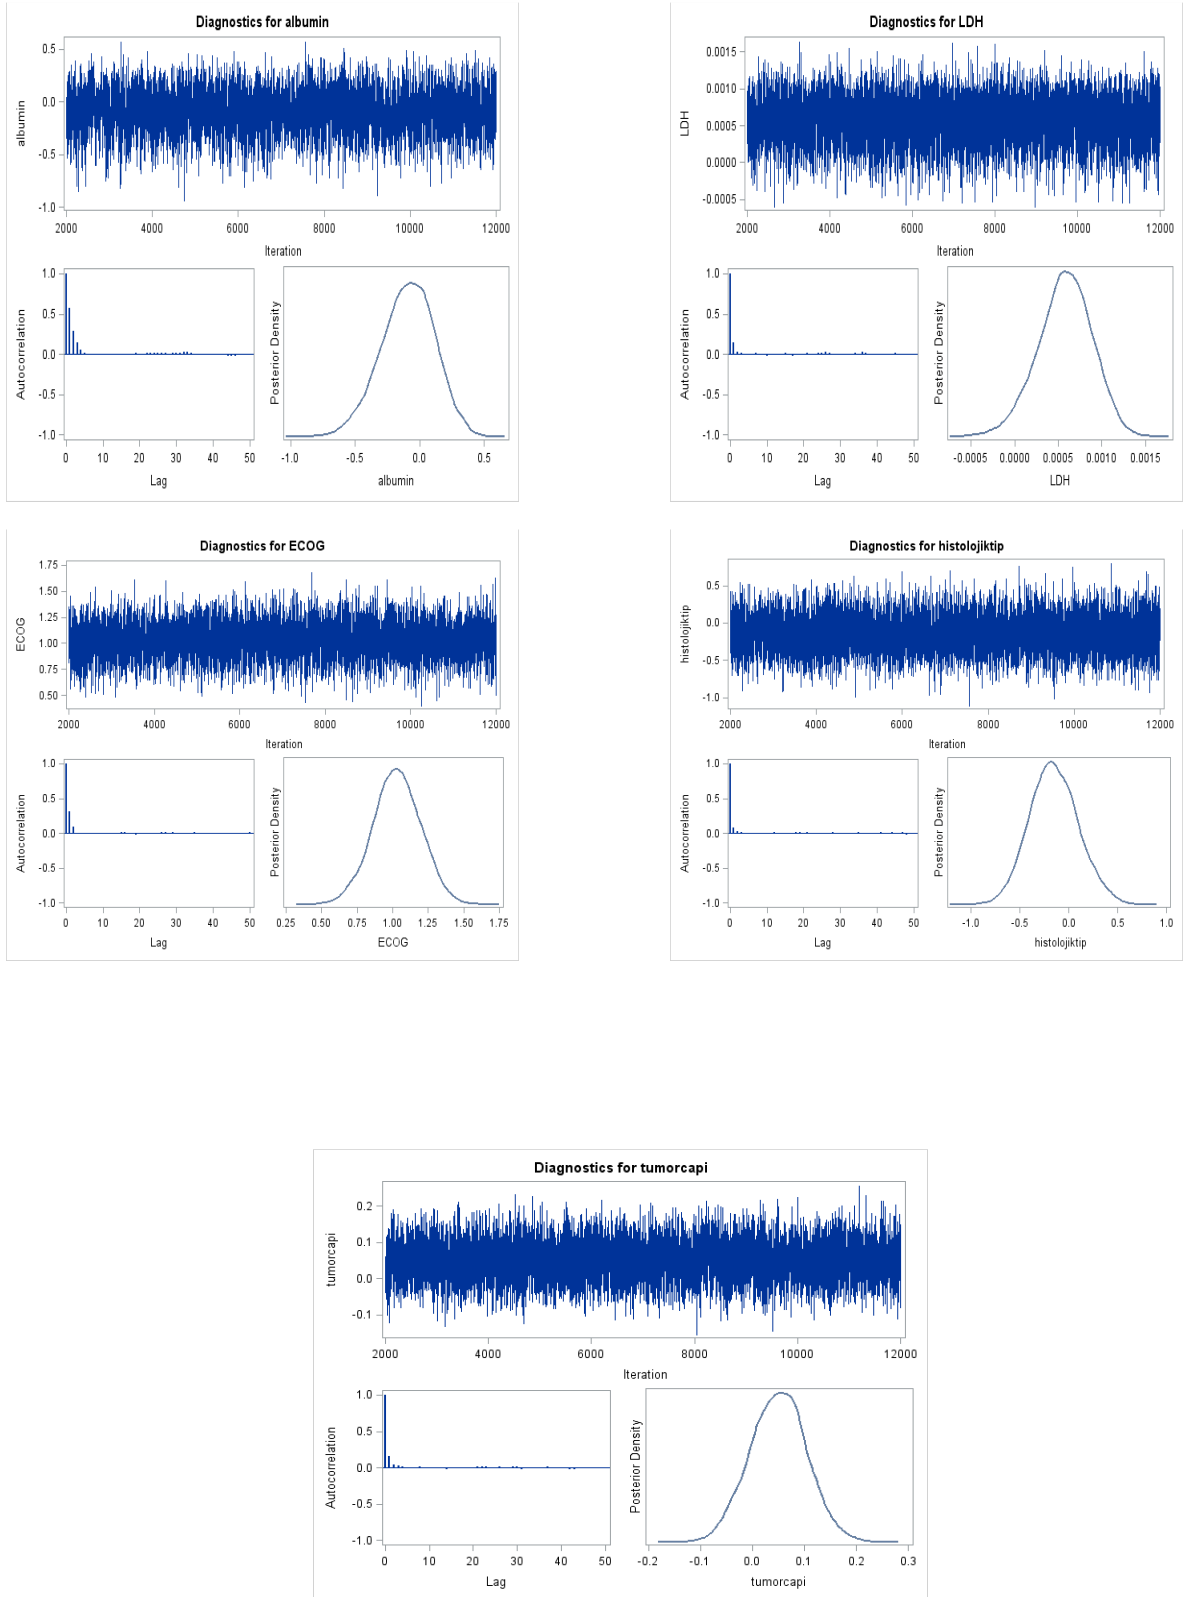 Diagnostics for albumin
albumin
0.5
0.0
-0.5
-1.0
2000 4000 6000 8000 10000 12000
Iteration
Autocorrelation
1.0
0.5
0.0
-0.5
-1.0
0 10 20 30 40 50
Lag
Posterior Density
-1.0 -0.5 0.0 0.5
albumin
Diagnostics for LDH
LDH
0.0015
0.0010
0.0005
0.0000
-0.0005
2000 4000 6000 8000 10000 12000
Iteration
Autocorrelation
1.0
0.5
0.0
-0.5
-1.0
0 10 20 30 40 50
Lag
Posterior Density
-0.0005 0.0000 0.0005 0.0010 0.0015
LDH
Diagnostics for ECOG
ECOG
1.75
1.50
1.25
1.00
0.75
0.50
2000 4000 6000 8000 10000 12000
Iteration
Autocorrelation
1.0
0.5
0.0
-0.5
-1.0
0 10 20 30 40 50
Lag
Posterior Density
0.25 0.50 0.75 1.00 1.25 1.50 1.75
ECOG
Diagnostics for histolojiktip
histolojiktip
0.5
0.0
-0.5
-1.0
2000 4000 6000 8000 10000 12000
Iteration
Autocorrelation
1.0
0.5
0.0
-0.5
-1.0
0 10 20 30 40 50
Lag
Posterior Density
-1.0 -0.5 0.0 0.5 1.0
histolojiktip
Diagnostics for tumorcapi
tumorcapi
0.2
0.1
0.0
-0.1
2000 4000 6000 8000 10000 12000
Iteration
Autocorrelation
1.0
0.5
0.0
-0.5
-1.0
0 10 20 30 40 50
Lag
Posterior Density
-0.2 -0.1 0.0 0.1 0.2 0.3
tumorcapi